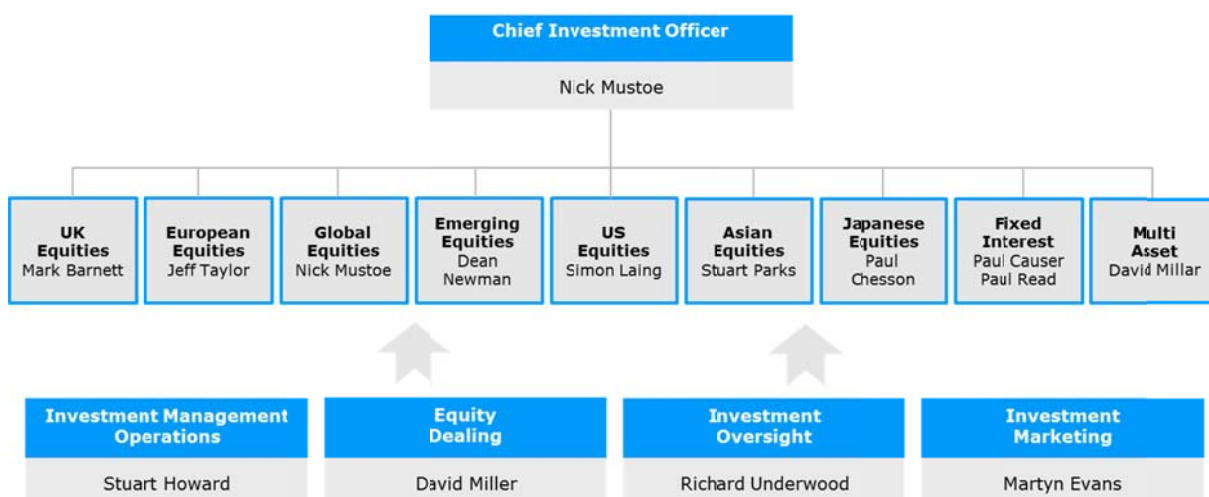 Chief Investment Officer
Nick Mustoe
UK
Equities
Mark Barnett
European
Equities
Jeff Taylor
Global
Equities
Nick Mustoe
Emerging
Equities
Dean
Newman
US
Equities
Simon Laing
Asian
Equities
Stuart Parks
Japanese
Equities
Paul
Chesson
Fixed
Interest
Paul Causer
Paul Read
Multi
Asset
David Millar
Investment Management
Operations
Stuart Howard
Equity
Dealing
David Miller
Investment
Oversight
Richard Underwood
Investment
Marketing
Martyn Evans